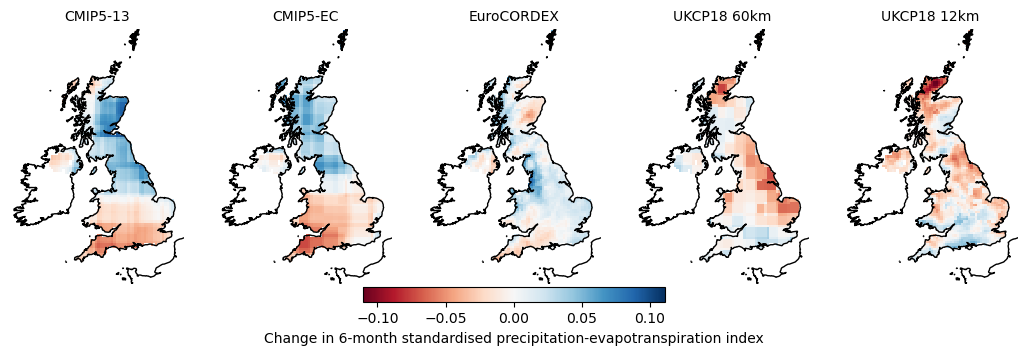 CMIP5-13 CMIP5-EC EuroCORDEX UKCP18 60km UKCP18 12km
−0.10 −0.05 0.00 0.05 0.10
Change in 6-month standardised precipitation-evapotranspiration index